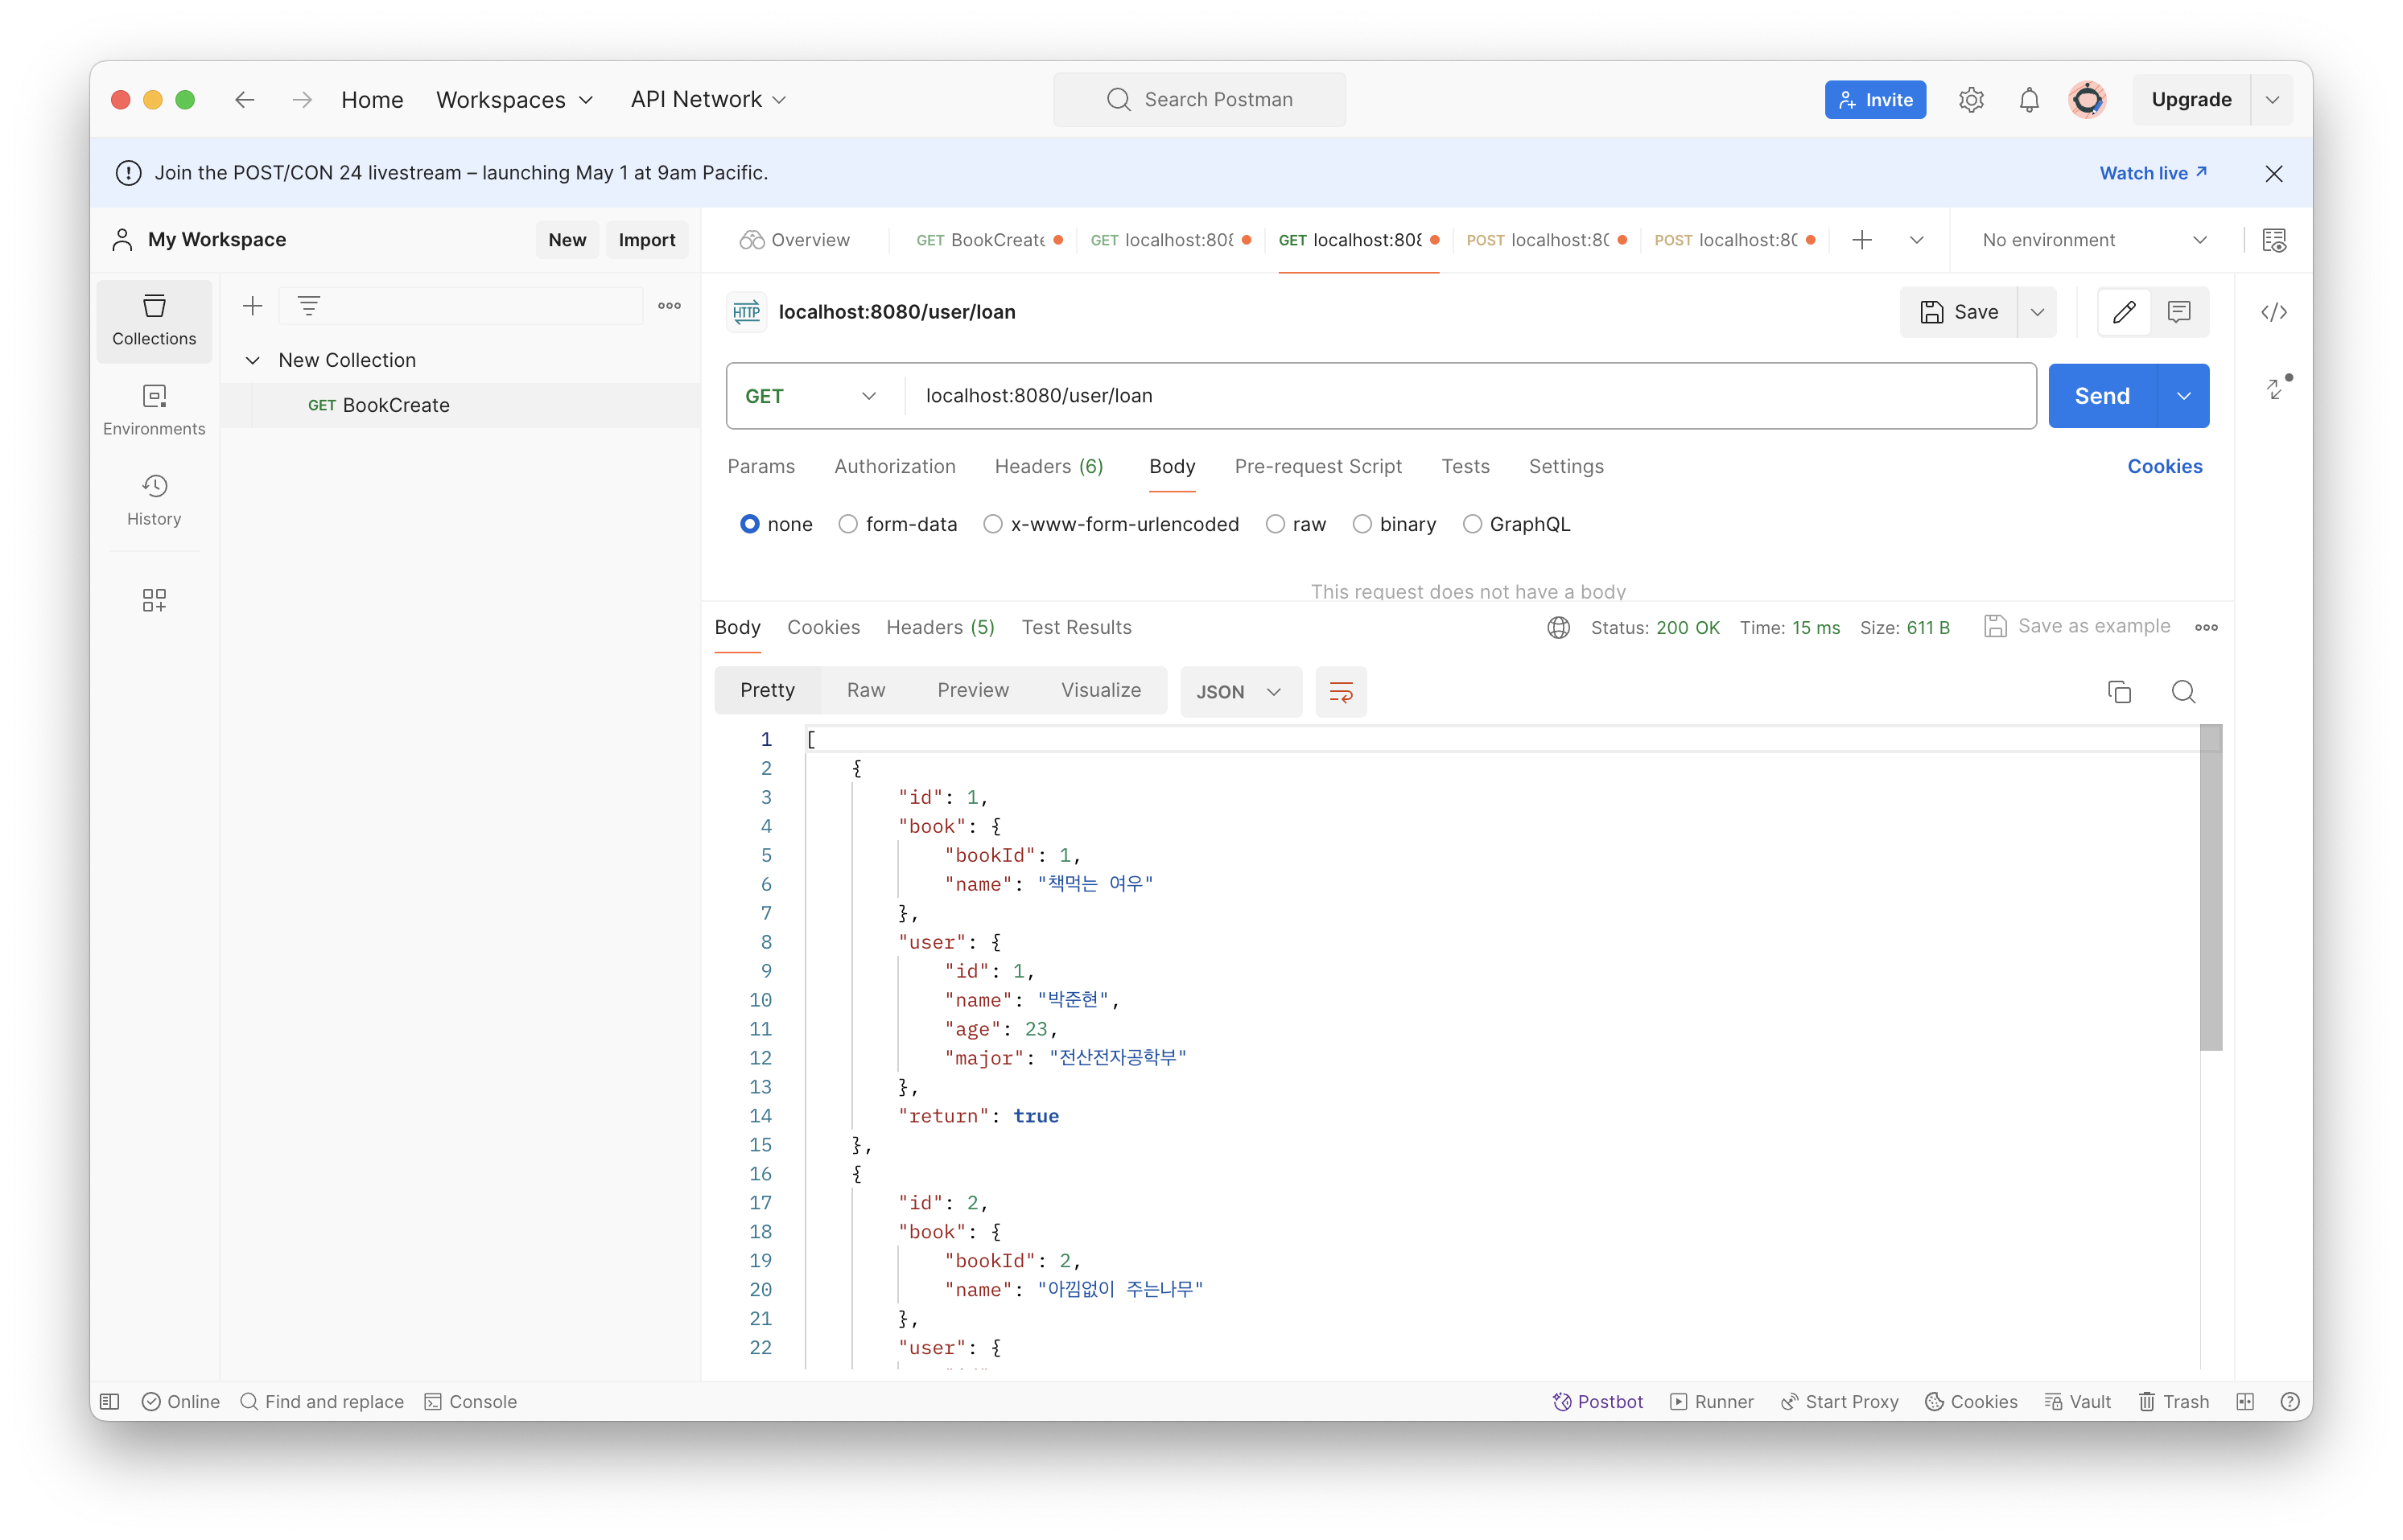 Home Workspaces API Network Search Postman Invite Upgrade
Join the POST/CON 24 livestream – launching May 1 at 9am Pacific. Watch live
My Workspace New Import
Overview GET BookCreate GET localhost:808 GET localhost:808 POST localhost:80 POST localhost:80 No environment
Collections
Environments
History
New Collection
GET BookCreate
HTTP localhost:8080/user/loan Save
GET localhost:8080/user/loan Send
Params Authorization Headers (6) Body Pre-request Script Tests Settings Cookies
none form-data x-www-form-urlencoded raw binary GraphQL
This request does not have a body
Body Cookies Headers (5) Test Results Status: 200 OK Time: 15 ms Size: 611 B Save as example
Pretty Raw Preview Visualize JSON
1 [
2 {
3 "id": 1,
4 "book": {
5 "bookId": 1,
6 "name": "책먹는 여우"
7 },
8 "user": {
9 "id": 1,
10 "name": "박준현",
11 "age": 23,
12 "major": "전산전자공학부"
13 },
14 "return": true
15 },
16 {
17 "id": 2,
18 "book": {
19 "bookId": 2,
20 "name": "아낌없이 주는나무"
21 },
22 "user": {
Online Find and replace Console Postbot Runner Start Proxy Cookies Vault Trash